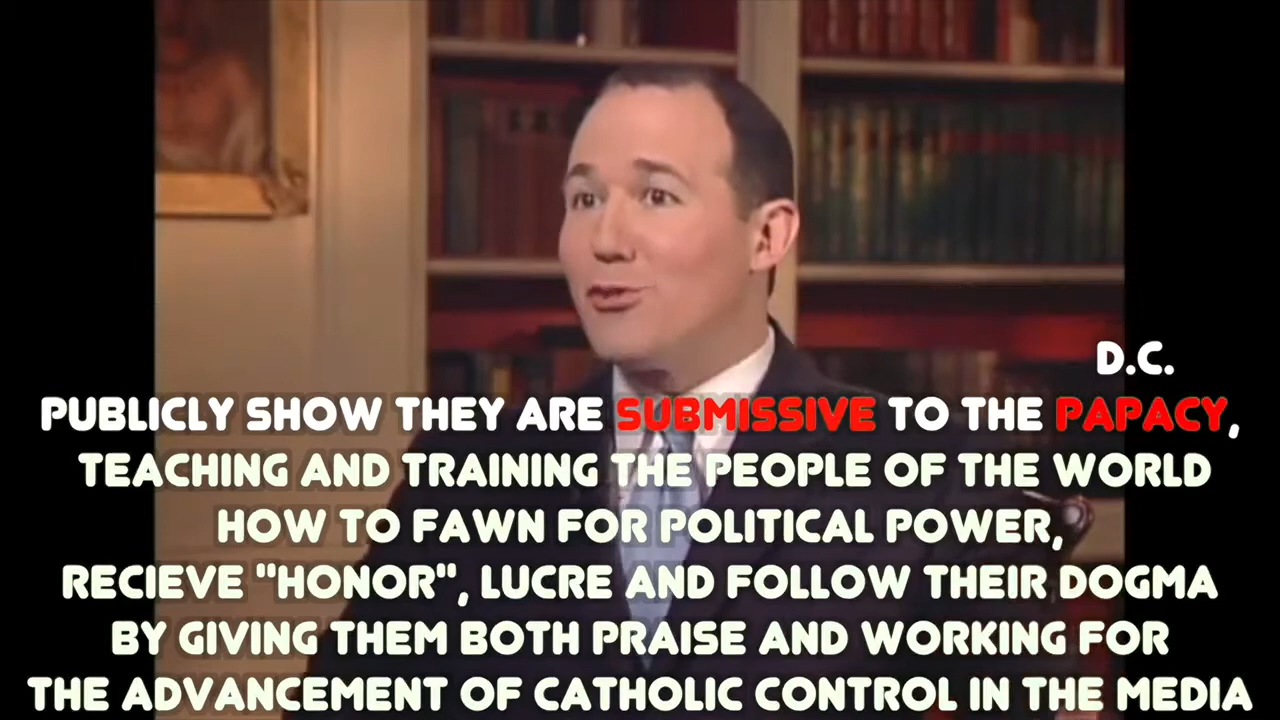 D.C.
PUBLICLY SHOW THEY ARE SUBMISSIVE TO THE PAPACY,
TEACHING AND TRAINING THE PEOPLE OF THE WORLD
HOW TO FAWN FOR POLITICAL POWER,
RECIEVE "HONOR", LUCRE AND FOLLOW THEIR DOGMA
BY GIVING THEM BOTH PRAISE AND WORKING FOR
THE ADVANCEMENT OF CATHOLIC CONTROL IN THE MEDIA